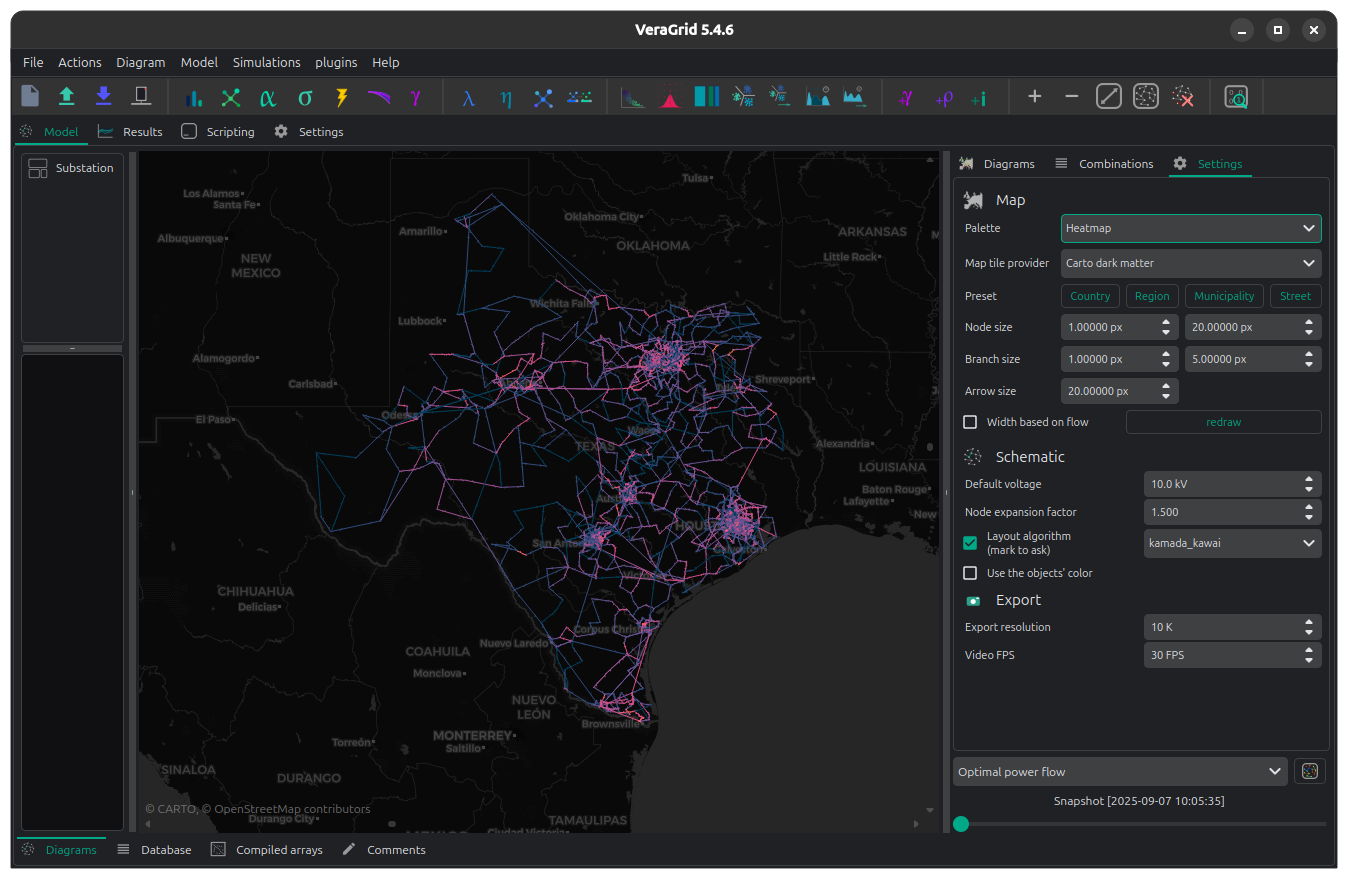 VeraGrid 5.4.6
File Actions Diagram Model Simulations plugins Help
Model Results Scripting Settings
Substation
Tulsa
Los Alamos
Santa Fe
Oklahoma City
Amarillo
ARKANSAS
Albuquerque
OKLAHOMA
NEW
MEXICO
Little Rock
Wichita Falls
Lubbock
Alamogordo
Carlsbad
Shreveport
Odessa
El Paso
Waco
TEXAS
Alexandria
LOUISIANA
Baton Rouge
Lafayette
New
Austin
HOUSTON
San Antonio
Galveston
Victoria
CHIHUAHUA
Delicias
Corpus Christi
Nuevo Laredo
COAHUILA
Monclova
NUEVO
LEÓN
Brownsville
MONTERREY
Saltillo
Torreón
SINALOA
DURANGO
© CARTO, © OpenStreetMap contributors
Durango City
TAMAULIPAS
Ciudad Victoria
Diagrams Combinations Settings
Map
Palette Heatmap
Map tile provider Carto dark matter
Preset Country Region Municipality Street
Node size 1.00000 px 20.00000 px
Branch size 1.00000 px 5.00000 px
Arrow size 20.00000 px
Width based on flow redraw
Schematic
Default voltage 10.0 kV
Node expansion factor 1.500
Layout algorithm
(mark to ask) kamada_kawai
Use the objects' color
Export
Export resolution 10 K
Video FPS 30 FPS
Optimal power flow
Snapshot [2025-09-07 10:05:35]
Diagrams Database Compiled arrays Comments